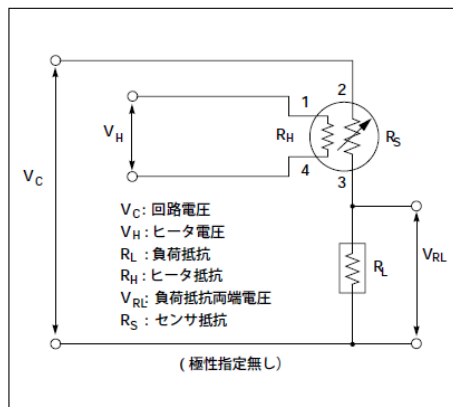 2
1
V_H
R_H
R_S
4
3
V_C
V_C: 回路電圧
V_H: ヒータ電圧
R_L: 負荷抵抗
R_H: ヒータ抵抗
V_RL: 負荷抵抗両端電圧
R_S: センサ抵抗
R_L
V_RL
(極性指定無し)